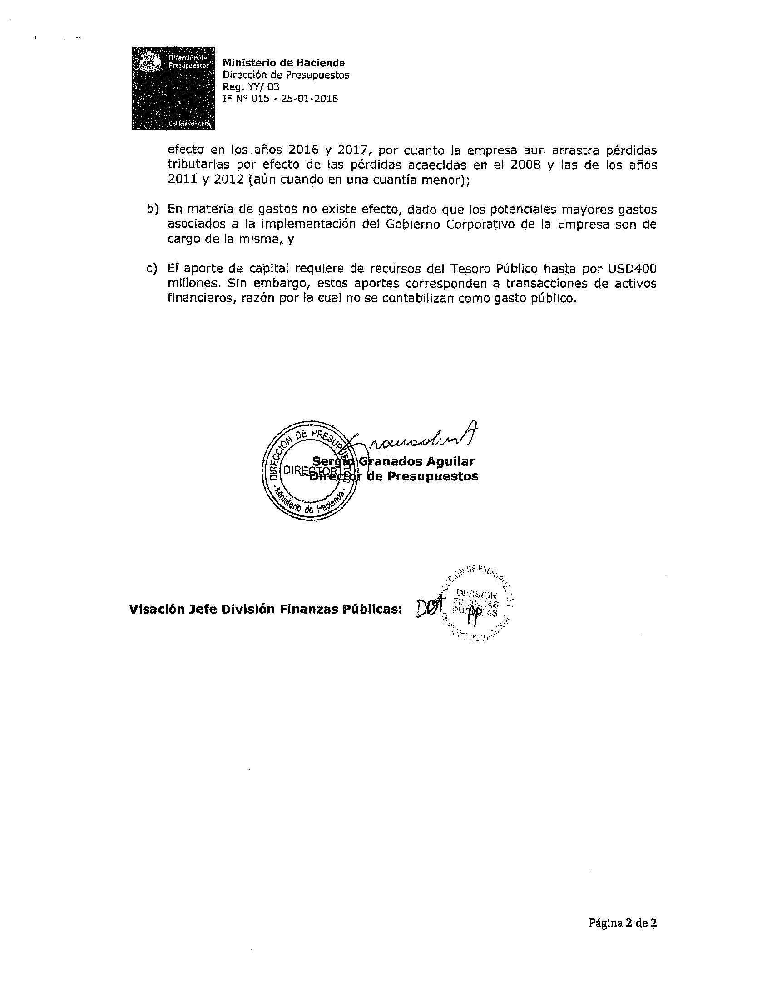 Dirección de
Presupuestos
Gobierno de Chile
Ministerio de Hacienda
Dirección de Presupuestos
Reg. YY/ 03
IF Nº 015 - 25-01-2016
efecto en los años 2016 y 2017, por cuanto la empresa aun arrastra pérdidas
tributarias por efecto de las pérdidas acaecidas en el 2008 y las de los años
2011 y 2012 (aún cuando en una cuantía menor);
b) En materia de gastos no existe efecto, dado que los potenciales mayores gastos
asociados a la implementación del Gobierno Corporativo de la Empresa son de
cargo de la misma, y
c) El aporte de capital requiere de recursos del Tesoro Público hasta por USD400
millones. Sin embargo, estos aportes corresponden a transacciones de activos
financieros, razón por la cual no se contabilizan como gasto público.
DIRECCION DE PRESUPUESTOS
DIRECTOR
- Ministerio de Hacienda -
Sergio Granados Aguilar
Director de Presupuestos
Visación Jefe División Finanzas Públicas:
DIVISION
FINANZAS
PUBLICAS
PP
Página 2 de 2